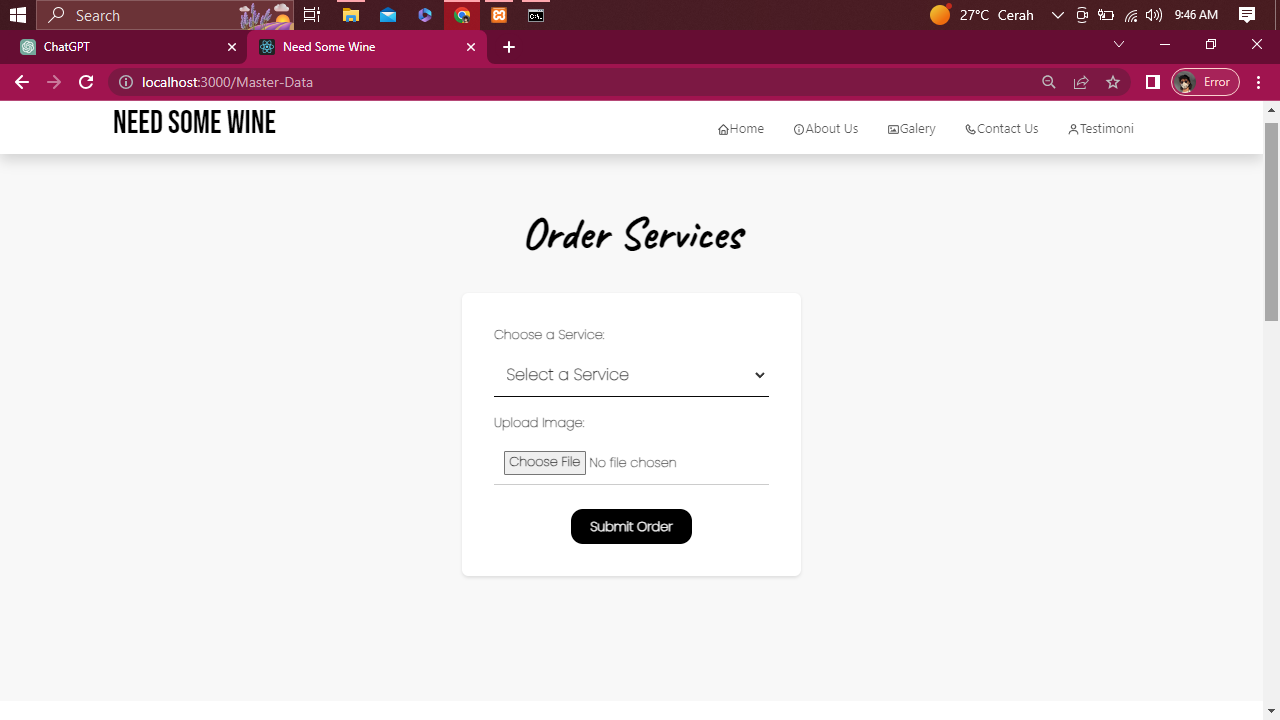 Search
27°C Cerah
9:46 AM
ChatGPT
Need Some Wine
localhost:3000/Master-Data
Error
NEED SOME WINE
Home
About Us
Galery
Contact Us
Testimoni
Order Services
Choose a Service:
Select a Service
Upload Image:
Choose File No file chosen
Submit Order